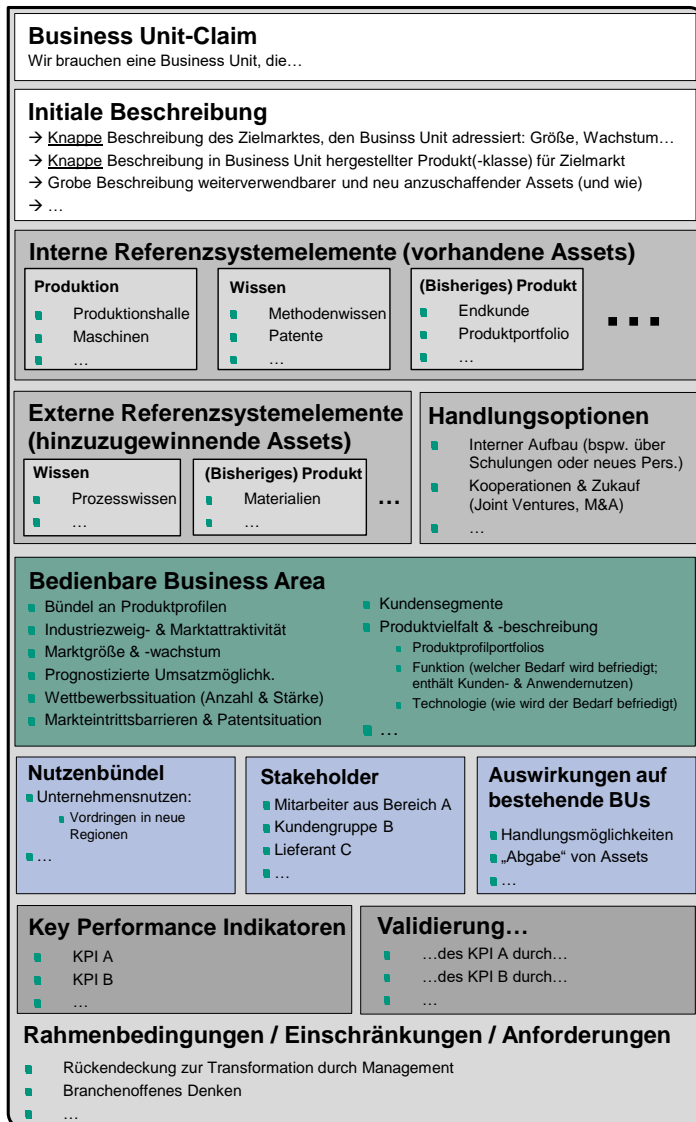 Business Unit-Claim
Wir brauchen eine Business Unit, die…
Initiale Beschreibung
→ Knappe Beschreibung des Zielmarktes, den Businss Unit adressiert: Größe, Wachstum…
→ Knappe Beschreibung in Business Unit hergestellter Produkt(-klasse) für Zielmarkt
→ Grobe Beschreibung weiterverwendbarer und neu anzuschaffender Assets (und wie)
→ …
Interne Referenzsystemelemente (vorhandene Assets)
Produktion
Produktionshalle
Maschinen
…
Wissen
Methodenwissen
Patente
…
(Bisheriges) Produkt
Endkunde
Produktportfolio
…
…
Externe Referenzsystemelemente
(hinzuzugewinnende Assets)
Wissen
Prozesswissen
…
(Bisheriges) Produkt
Materialien
…
…
Handlungsoptionen
Interner Aufbau (bspw. über
Schulungen oder neues Pers.)
Kooperationen & Zukauf
(Joint Ventures, M&A)
…
Bedienbare Business Area
Bündel an Produktprofilen
Industriezweig- & Marktattraktivität
Marktgröße & -wachstum
Prognostizierte Umsatzmöglichk.
Wettbewerbssituation (Anzahl & Stärke)
Markteintrittsbarrieren & Patentsituation
Kundensegmente
Produktvielfalt & -beschreibung
Produktprofilportfolios
Funktion (welcher Bedarf wird befriedigt;
enthält Kunden- & Anwendernutzen)
Technologie (wie wird der Bedarf befriedigt)
…
Nutzenbündel
Unternehmensnutzen:
Vordringen in neue
Regionen
…
Stakeholder
Mitarbeiter aus Bereich A
Kundengruppe B
Lieferant C
…
Auswirkungen auf
bestehende BUs
Handlungsmöglichkeiten
„Abgabe“ von Assets
…
Key Performance Indikatoren
KPI A
KPI B
…
Validierung…
…des KPI A durch…
…des KPI B durch…
…
Rahmenbedingungen / Einschränkungen / Anforderungen
Rückendeckung zur Transformation durch Management
Branchenoffenes Denken
…